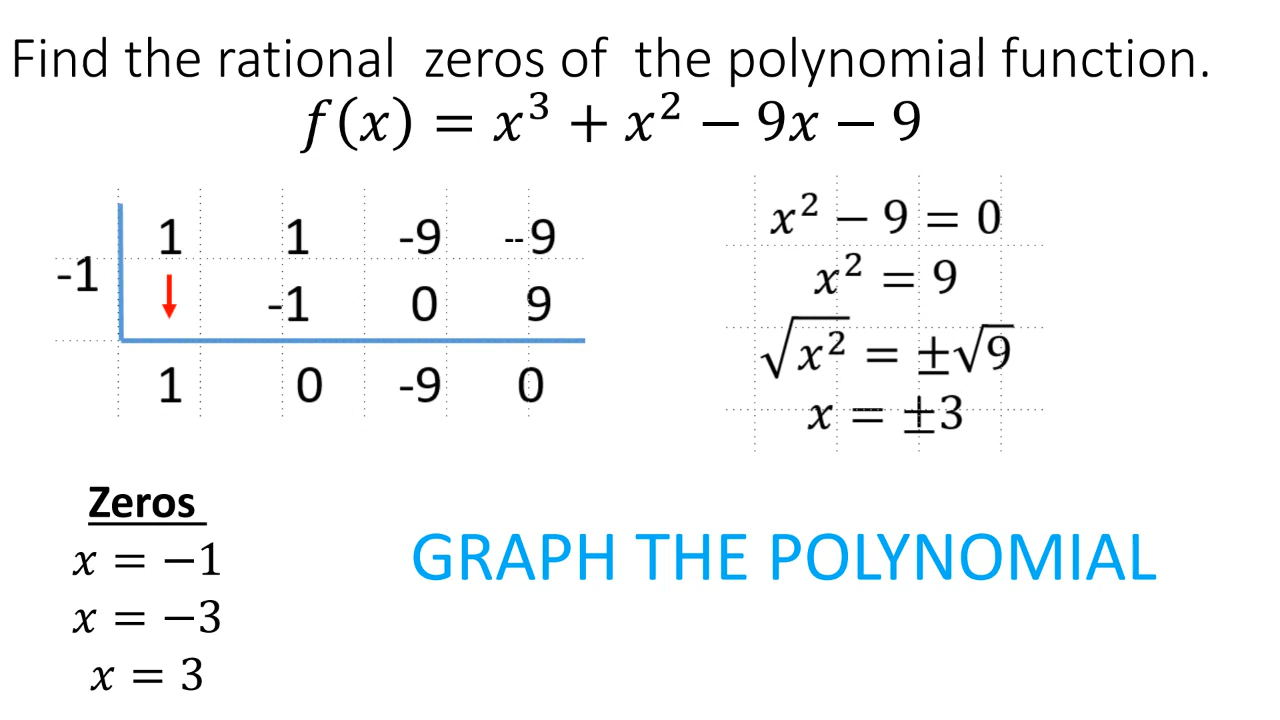 Find the rational zeros of the polynomial function.
f(x) = x³ + x² − 9x − 9
1 1 -9 --9
-1
-1 0 9
1 0 -9 0
x² − 9 = 0
x² = 9
√x² = ±√9
x = ±3
Zeros
x = −1
x = −3
x = 3
GRAPH THE POLYNOMIAL